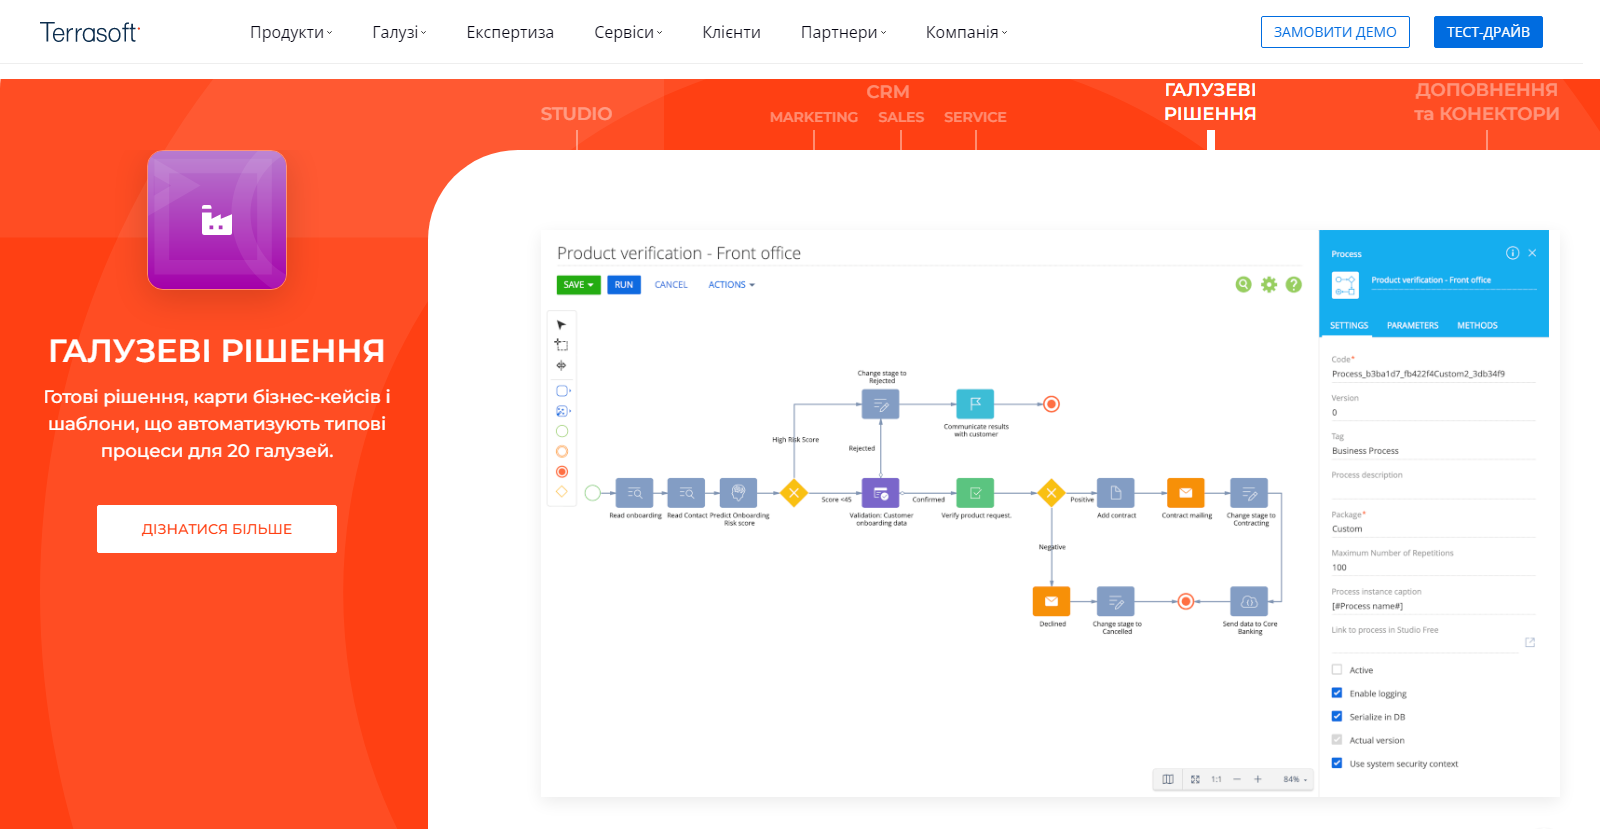 Terrasoft
Продукти
Галузі
Експертиза
Сервіси
Клієнти
Партнери
Компанія
ЗАМОВИТИ ДЕМО
ТЕСТ-ДРАЙВ
STUDIO
CRM
MARKETING
SALES
SERVICE
ГАЛУЗЕВІ
РІШЕННЯ
ДОПОВНЕННЯ
та КОНЕКТОРИ
ГАЛУЗЕВІ РІШЕННЯ
Готові рішення, карти бізнес-кейсів і
шаблони, що автоматизують типові
процеси для 20 галузей.
ДІЗНАТИСЯ БІЛЬШЕ
Product verification - Front office
SAVE
RUN
CANCEL
ACTIONS
Change stage to
Rejected
Communicate results
with customer
High Risk Score
Rejected
Score <45
Confirmed
Positive
Read onboarding
Read Contact
Predict Onboarding
Risk score
Validation: Customer
onboarding data
Verify product request.
Add contract
Contract mailing
Change stage to
Contracting
Negative
Declined
Change stage to
Cancelled
Send data to Core
Banking
1:1
84%
Process
Product verification - Front office
SETTINGS
PARAMETERS
METHODS
Code*
Process_b3ba1d7_fb422f4Custom2_3db34f9
Version
0
Tag
Business Process
Process description
Package*
Custom
Maximum Number of Repetitions
100
Process instance caption
[#Process name#]
Link to process in Studio Free
Active
Enable logging
Serialize in DB
Actual version
Use system security context